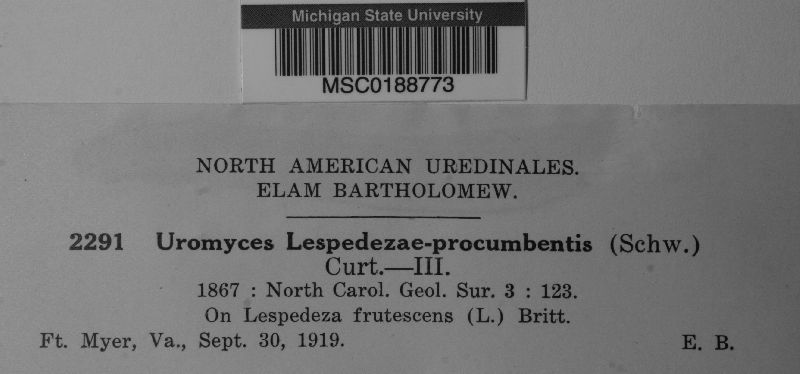 Michigan State University
MSC0188773
NORTH AMERICAN UREDINALES.
ELAM BARTHOLOMEW.
2291 Uromyces Lespedezae-procumbentis (Schw.)
Curt.—III.
1867 : North Carol. Geol. Sur. 3 : 123.
On Lespedeza frutescens (L.) Britt.
Ft. Myer, Va., Sept. 30, 1919. E. B.